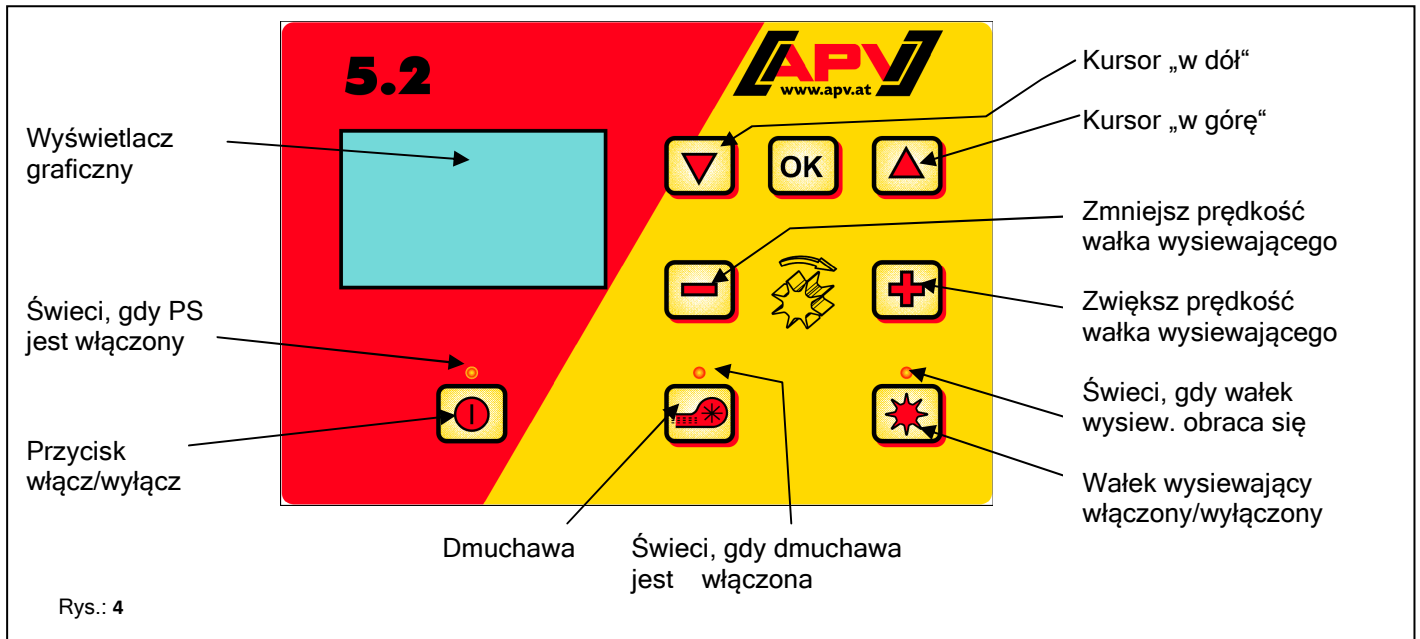 5.2
APV
www.apv.at
OK
Wyświetlacz
graficzny
Świeci, gdy PS
jest włączony
Przycisk
włącz/wyłącz
Dmuchawa
Świeci, gdy dmuchawa
jest włączona
Kursor „w dół“
Kursor „w górę“
Zmniejsz prędkość
wałka wysiewającego
Zwiększ prędkość
wałka wysiewającego
Świeci, gdy wałek
wysiew. obraca się
Wałek wysiewający
włączony/wyłączony
Rys.: 4